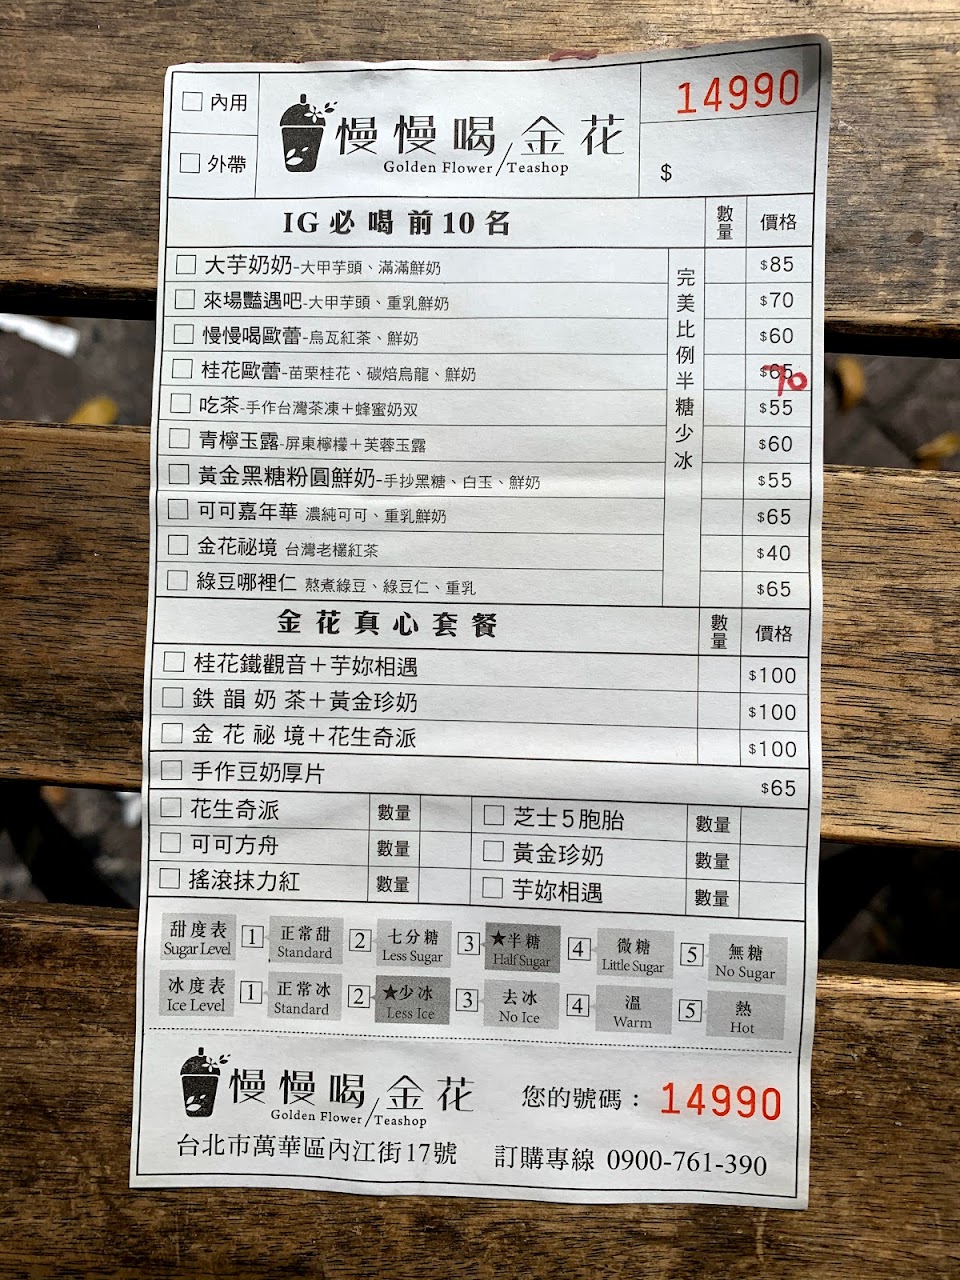 內用
外帶
慢慢喝金花
Golden Flower Teashop
14990
$
IG必喝前10名 數量 價格
大芋奶奶-大甲芋頭、滿滿鮮奶 $85
來場豔遇吧-大甲芋頭、重乳鮮奶 $70
慢慢喝歐蕾-烏瓦紅茶、鮮奶 $60
桂花歐蕾-苗栗桂花、碳焙烏龍、鮮奶 $65 70
吃茶-手作台灣茶凍+蜂蜜奶双 $55
青檸玉露-屏東檸檬+芙蓉玉露 $60
黃金黑糖粉圓鮮奶-手抄黑糖、白玉、鮮奶 $55
可可嘉年華 濃純可可、重乳鮮奶 $65
金花祕境 台灣老欉紅茶 $40
綠豆哪裡仁 熬煮綠豆、綠豆仁、重乳 $65
完美比例半糖少冰
金花真心套餐 數量 價格
桂花鐵觀音+芋妳相遇 $100
鉄韻奶茶+黃金珍奶 $100
金花祕境+花生奇派 $100
手作豆奶厚片 $65
花生奇派 數量 芝士5胞胎 數量
可可方舟 數量 黃金珍奶 數量
搖滾抹力紅 數量 芋妳相遇 數量
甜度表 1 正常甜 2 七分糖 3 ★半糖 4 微糖 5 無糖
Sugar Level Standard Less Sugar Half Sugar Little Sugar No Sugar
冰度表 1 正常冰 2 ★少冰 3 去冰 4 溫 5 熱
Ice Level Standard Less Ice No Ice Warm Hot
慢慢喝金花
Golden Flower Teashop
您的號碼：14990
台北市萬華區內江街17號 訂購專線 0900-761-390